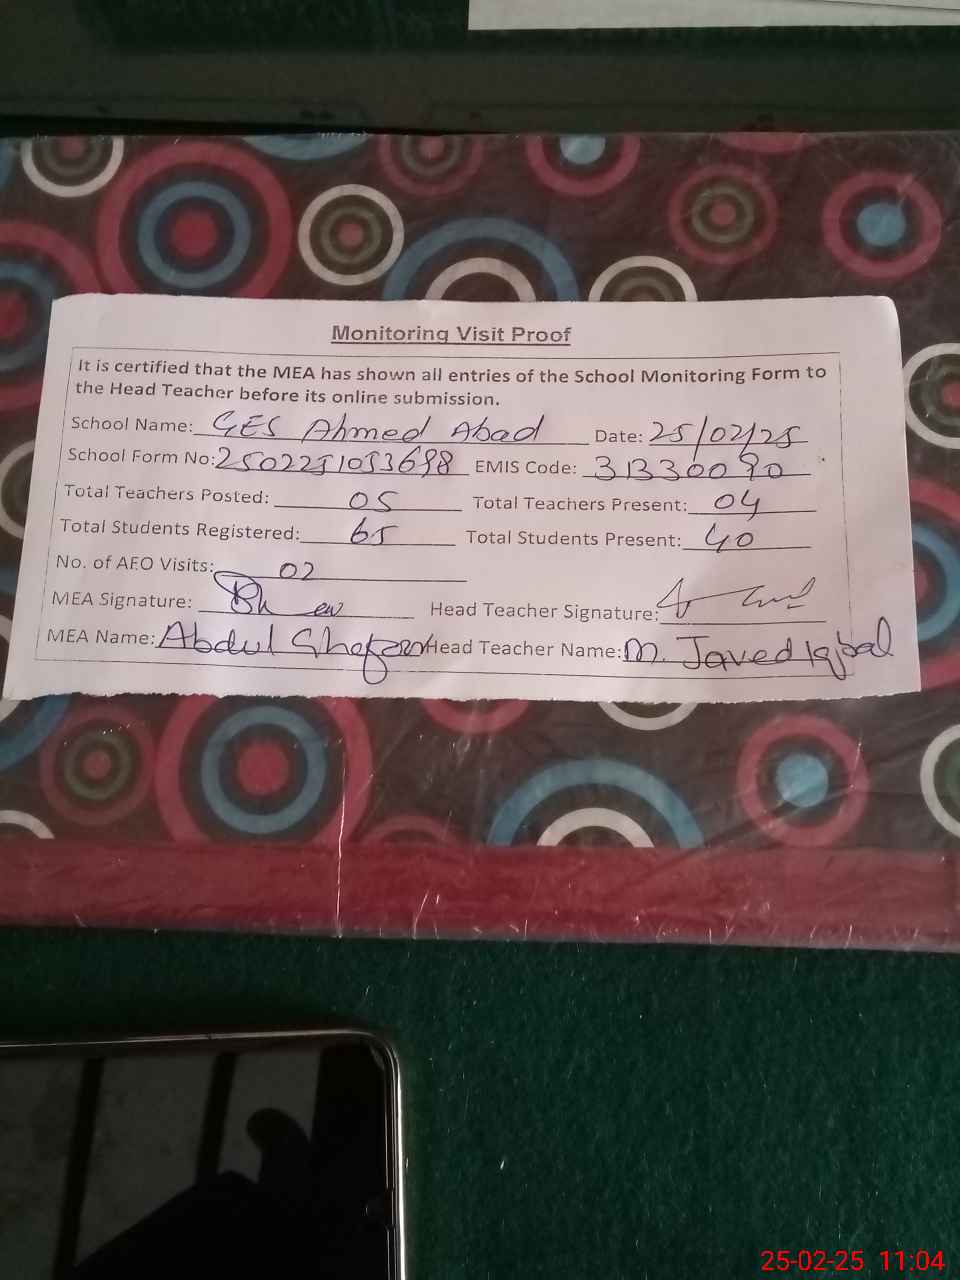 Monitoring Visit Proof
It is certified that the MEA has shown all entries of the School Monitoring Form to
the Head Teacher before its online submission.
School Name: GES Ahmed Abad Date: 25/02/25
School Form No: 2502251053698 EMIS Code: 31330090
Total Teachers Posted: 05 Total Teachers Present: 04
Total Students Registered: 65 Total Students Present: 40
No. of AEO Visits: 02
MEA Signature: Head Teacher Signature:
MEA Name: Abdul Head Teacher Name: M. Javed Iqbal
25-02-25 11:04